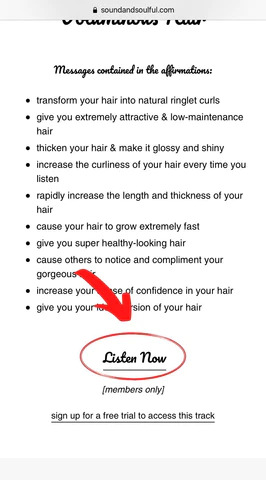 soundandsoulful.com
Voluminous Hair
Messages contained in the affirmations:
transform your hair into natural ringlet curls
give you extremely attractive & low-maintenance
hair
thicken your hair & make it glossy and shiny
increase the curliness of your hair every time you
listen
rapidly increase the length and thickness of your
hair
cause your hair to grow extremely fast
give you super healthy-looking hair
cause others to notice and compliment your
gorgeous hair
increase your sense of confidence in your hair
give you your version of your hair
Listen Now
[members only]
sign up for a free trial to access this track